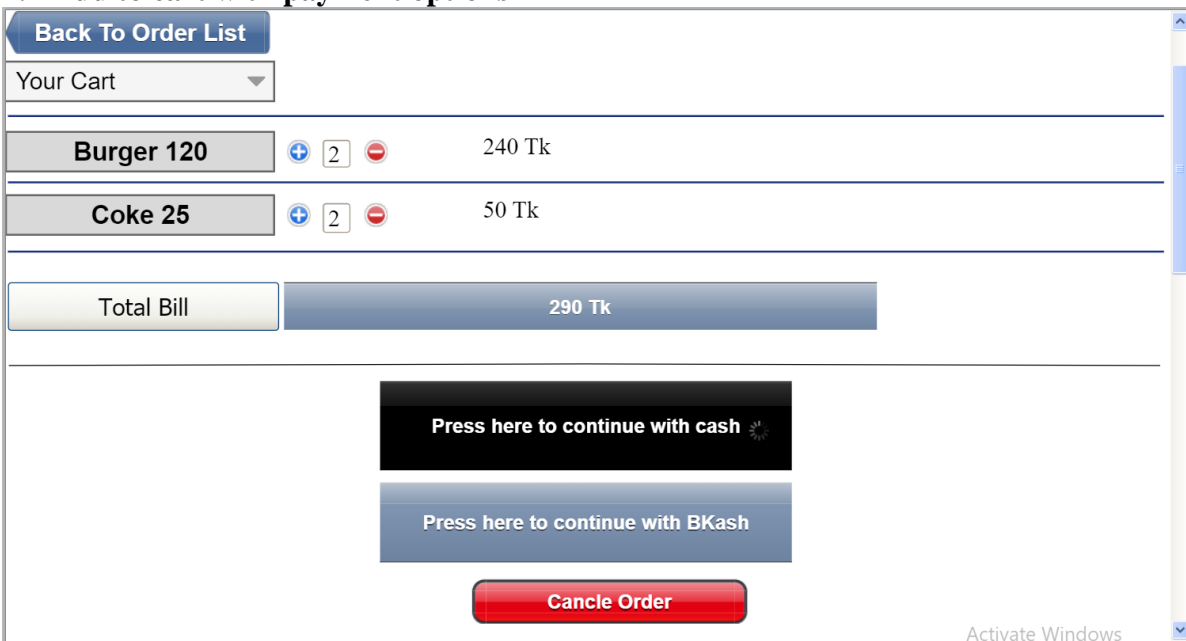 Back To Order List
Your Cart
Burger 120 2 240 Tk
Coke 25 2 50 Tk
Total Bill 290 Tk
Press here to continue with cash
Press here to continue with BKash
Cancle Order
Activate Windows